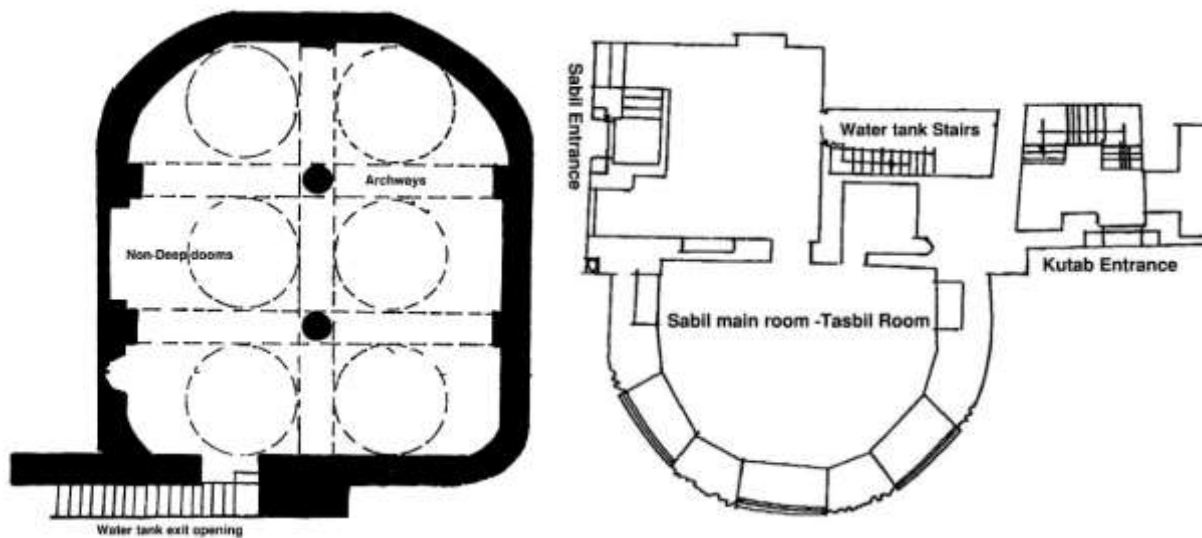 Archways
Non-Deep dooms
Water tank exit opening
Sabil Entrance
Water tank Stairs
Kutab Entrance
Sabil main room -Tasbil Room